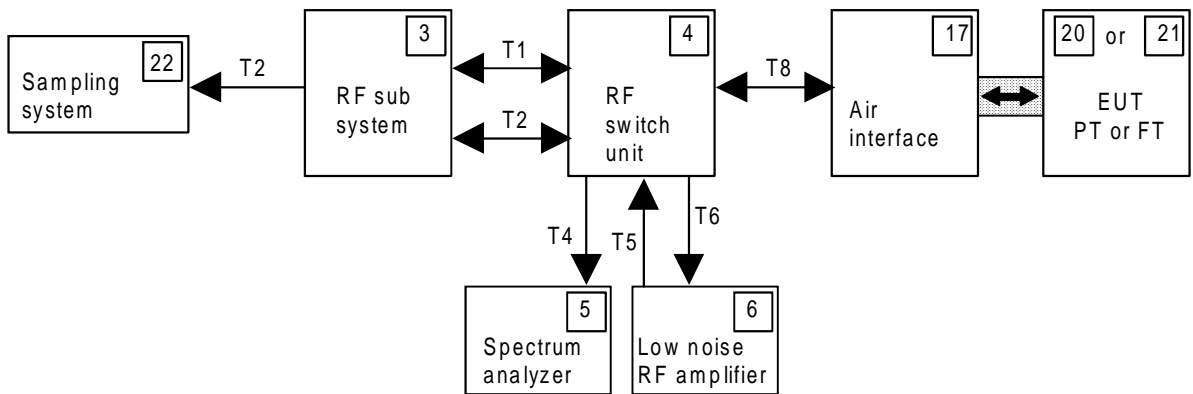 22
Sampling
system
T2
3
RF sub
system
T1
T2
4
RF
switch
unit
T8
17
Air
interface
20 or 21
EUT
PT or FT
T4
T5
T6
5
Spectrum
analyzer
6
Low noise
RF amplifier